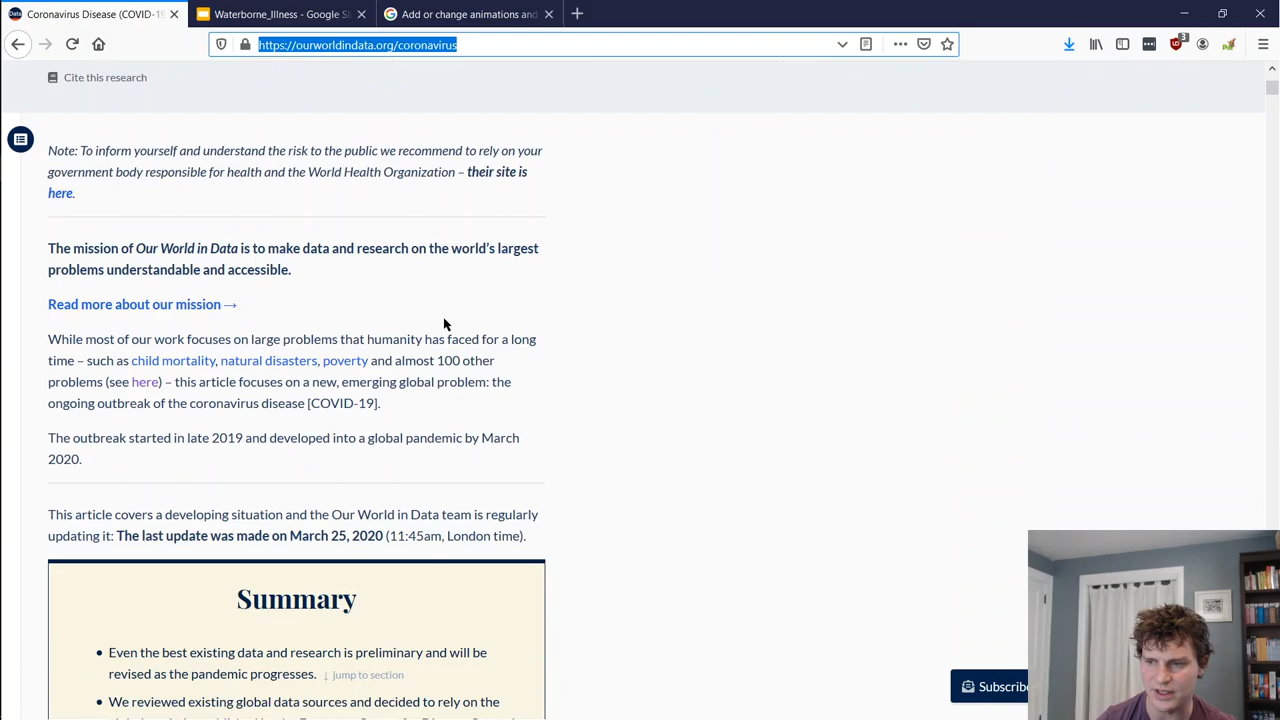 Coronavirus Disease (COVID-19
Waterborne_Illness - Google Sl
Add or change animations and
https://ourworldindata.org/coronavirus
3
Cite this research
Note: To inform yourself and understand the risk to the public we recommend to rely on your
government body responsible for health and the World Health Organization – their site is
here.
The mission of Our World in Data is to make data and research on the world’s largest
problems understandable and accessible.
Read more about our mission →
While most of our work focuses on large problems that humanity has faced for a long
time – such as child mortality, natural disasters, poverty and almost 100 other
problems (see here) – this article focuses on a new, emerging global problem: the
ongoing outbreak of the coronavirus disease [COVID-19].
The outbreak started in late 2019 and developed into a global pandemic by March
2020.
This article covers a developing situation and the Our World in Data team is regularly
updating it: The last update was made on March 25, 2020 (11:45am, London time).
Summary
• Even the best existing data and research is preliminary and will be
revised as the pandemic progresses. ↓ jump to section
• We reviewed existing global data sources and decided to rely on the
Subscribe